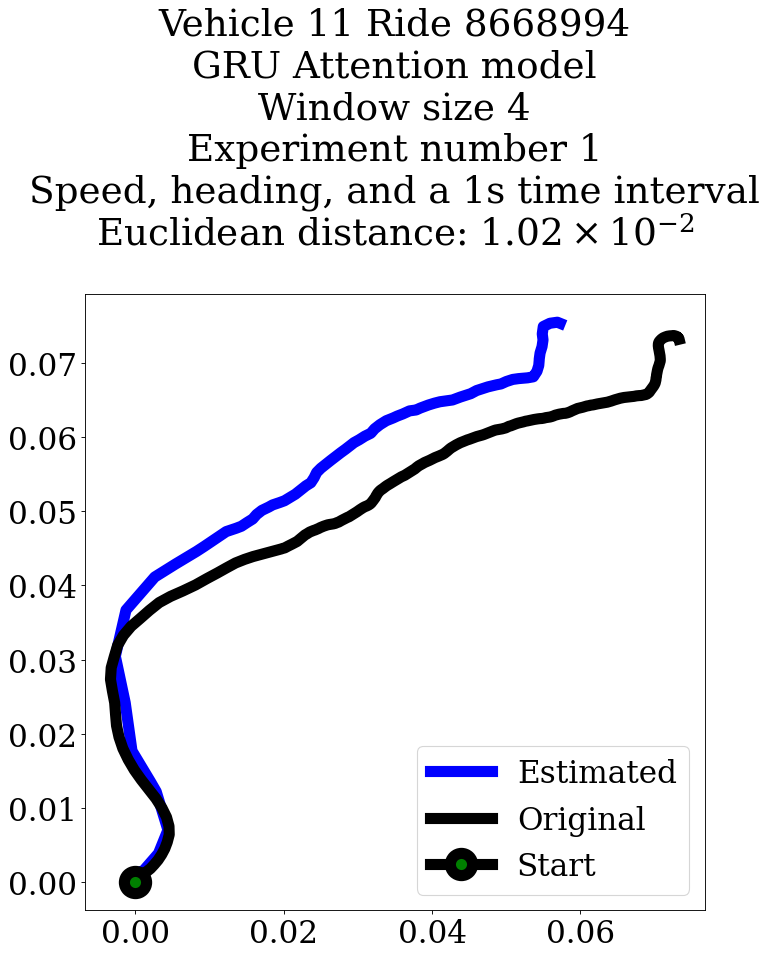 Vehicle 11 Ride 8668994
GRU Attention model
Window size 4
Experiment number 1
Speed, heading, and a 1s time interval
Euclidean distance: 1.02 × 10⁻²
0.07
0.06
0.05
0.04
0.03
0.02
0.01
0.00
Estimated
Original
Start
0.00 0.02 0.04 0.06